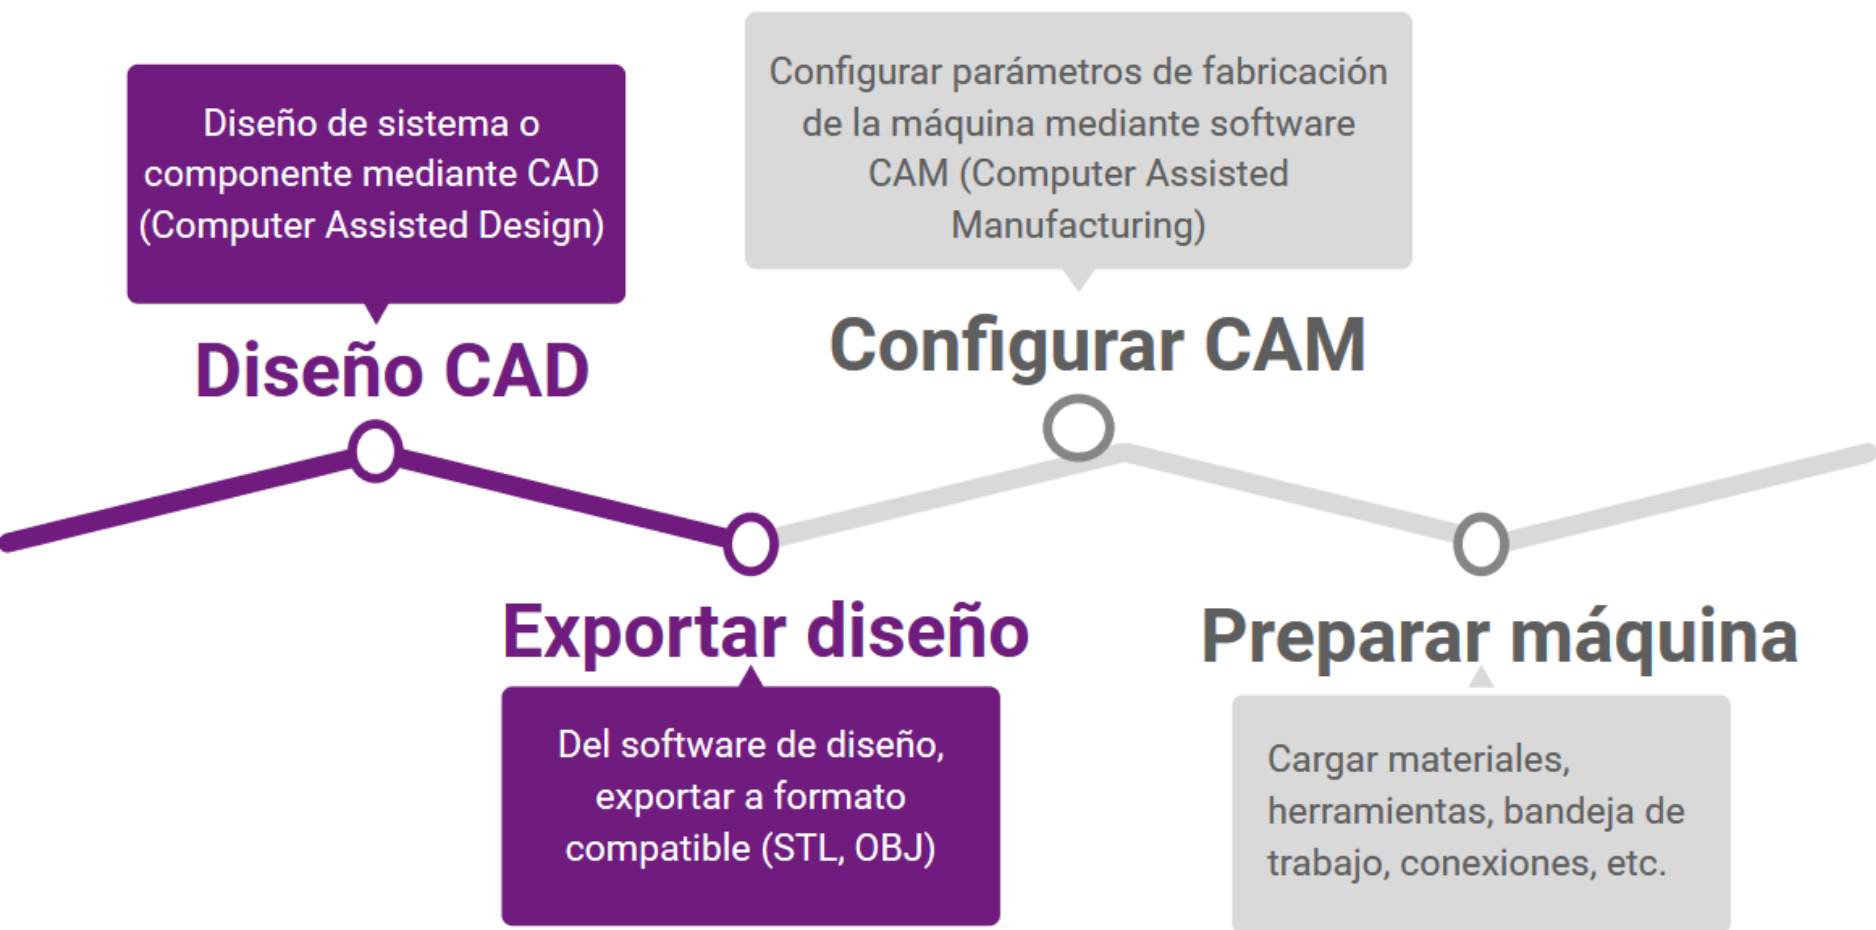 Diseño de sistema o
componente mediante CAD
(Computer Assisted Design)
Diseño CAD
Exportar diseño
Del software de diseño,
exportar a formato
compatible (STL, OBJ)
Configurar parámetros de fabricación
de la máquina mediante software
CAM (Computer Assisted
Manufacturing)
Configurar CAM
Preparar máquina
Cargar materiales,
herramientas, bandeja de
trabajo, conexiones, etc.